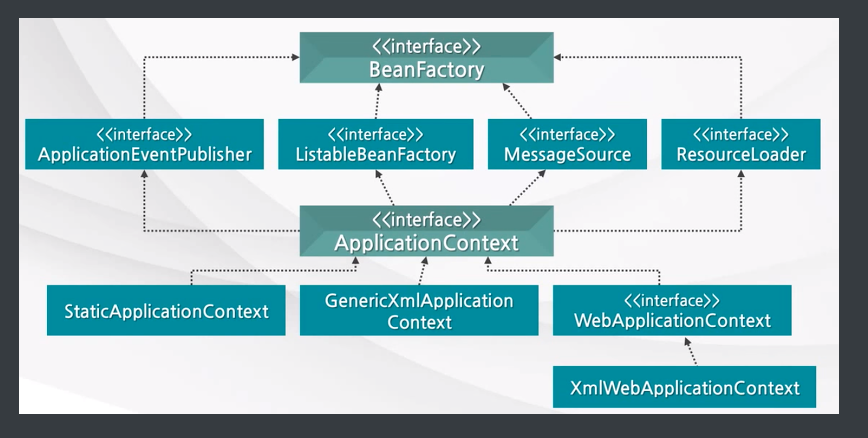 <<interface>>
BeanFactory
<<interface>>
ApplicationEventPublisher
<<interface>>
ListableBeanFactory
<<interface>>
MessageSource
<<interface>>
ResourceLoader
<<interface>>
ApplicationContext
StaticApplicationContext
GenericXmlApplication
Context
<<interface>>
WebApplicationContext
XmlWebApplicationContext